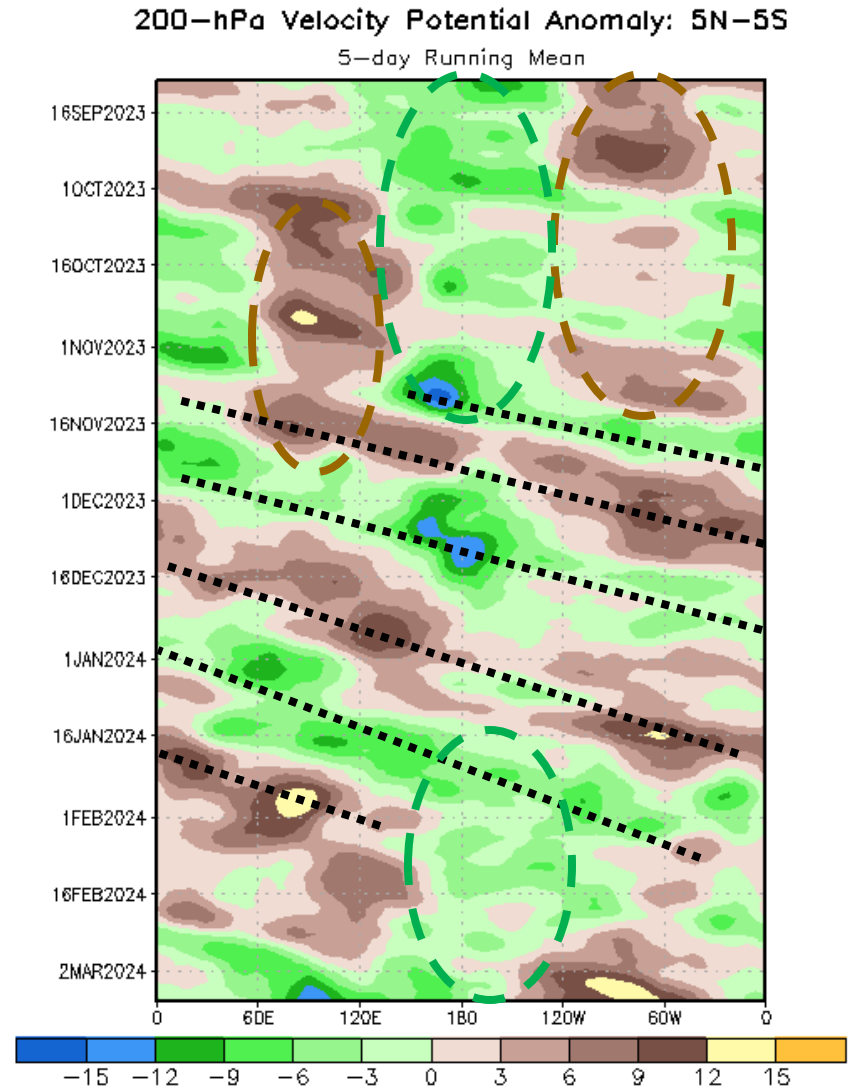 200-hPa Velocity Potential Anomaly: 5N-5S
5-day Running Mean
16SEP2023
1OCT2023
16OCT2023
1NOV2023
16NOV2023
1DEC2023
16DEC2023
1JAN2024
16JAN2024
1FEB2024
16FEB2024
2MAR2024
0 60E 120E 180 120W 60W 0
-15 -12 -9 -6 -3 0 3 6 9 12 15